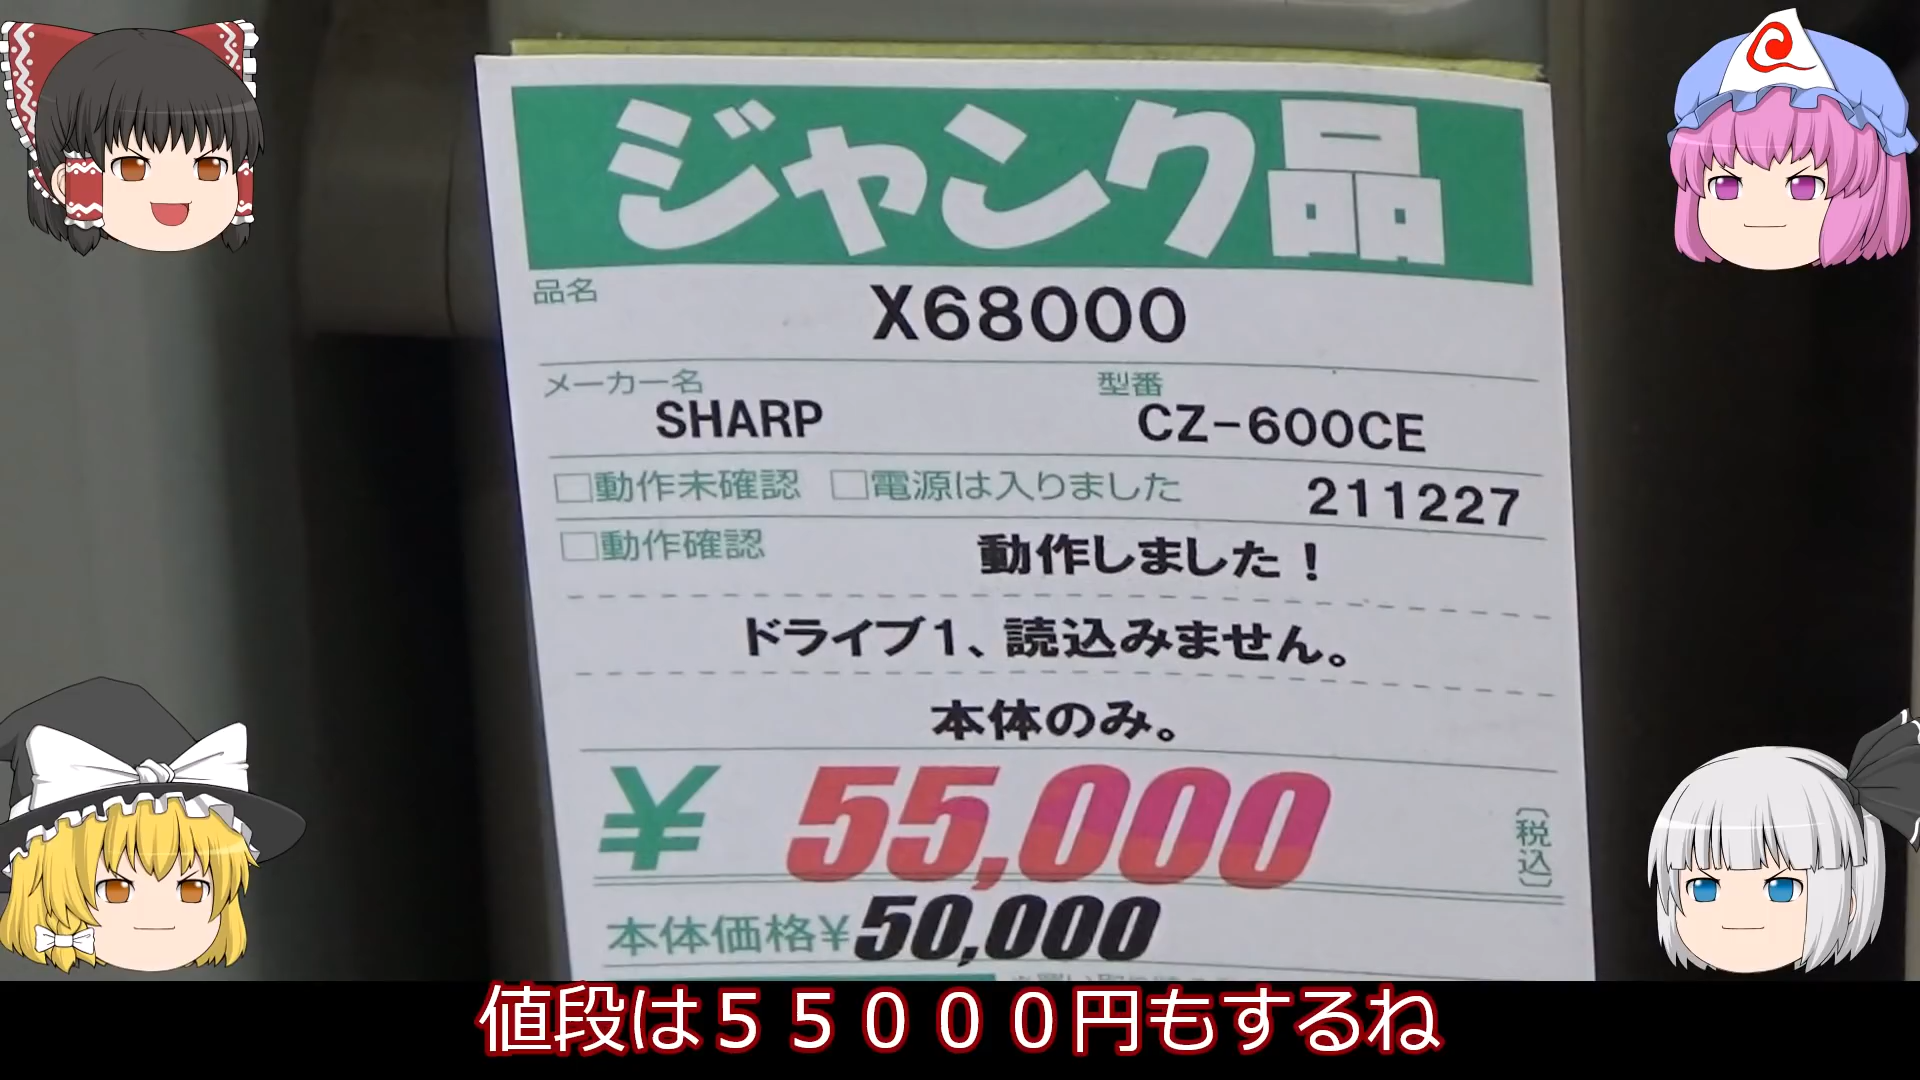 ジャンク品
品名
X68000
メーカー名 型番
SHARP CZ-600CE
□動作未確認 □電源は入りました 211227
□動作確認 動作しました！
ドライブ1、読込みません。
本体のみ。
¥ 55,000 〔税込〕
本体価格¥50,000
値段は５５０００円もするね